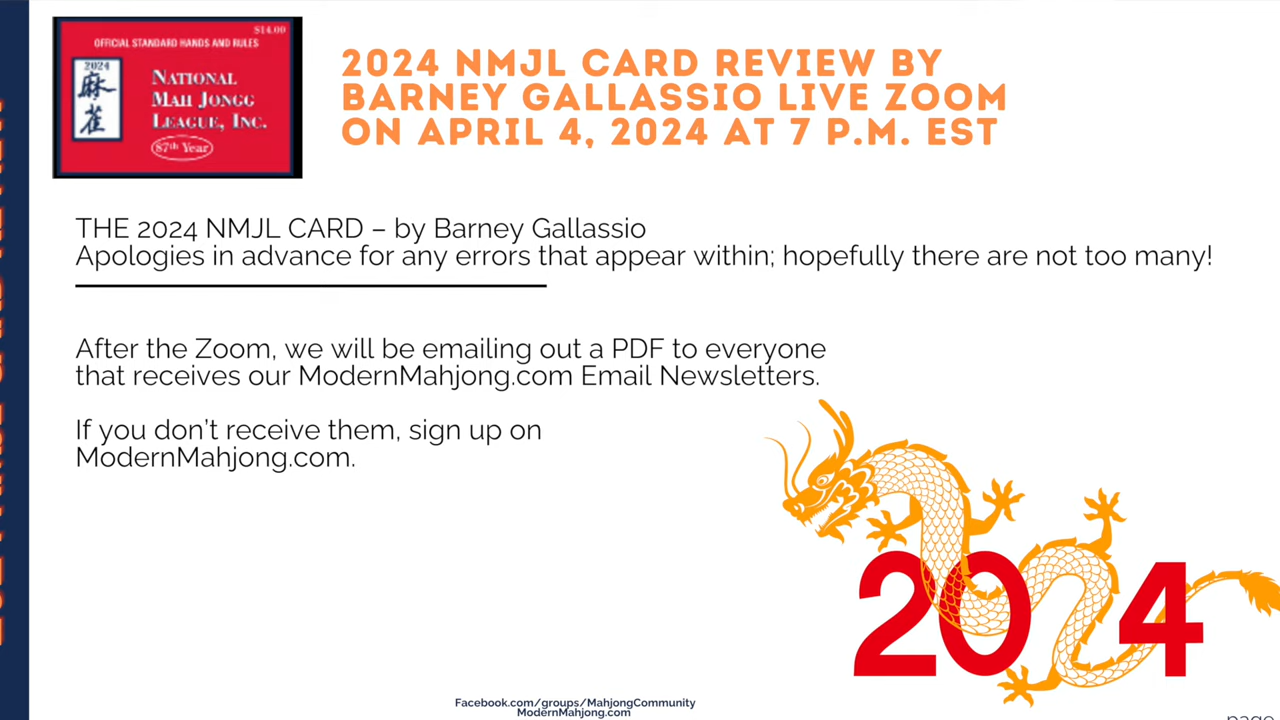 $14.00
OFFICIAL STANDARD HANDS AND RULES
2024
麻
雀
NATIONAL
MAH JONGG
LEAGUE, INC.
87th Year
2024 NMJL CARD REVIEW BY
BARNEY GALLASSIO LIVE ZOOM
ON APRIL 4, 2024 AT 7 P.M. EST
THE 2024 NMJL CARD – by Barney Gallassio
Apologies in advance for any errors that appear within; hopefully there are not too many!
After the Zoom, we will be emailing out a PDF to everyone
that receives our ModernMahjong.com Email Newsletters.
If you don't receive them, sign up on
ModernMahjong.com.
2024
Facebook.com/groups/MahjongCommunity
ModernMahjong.com